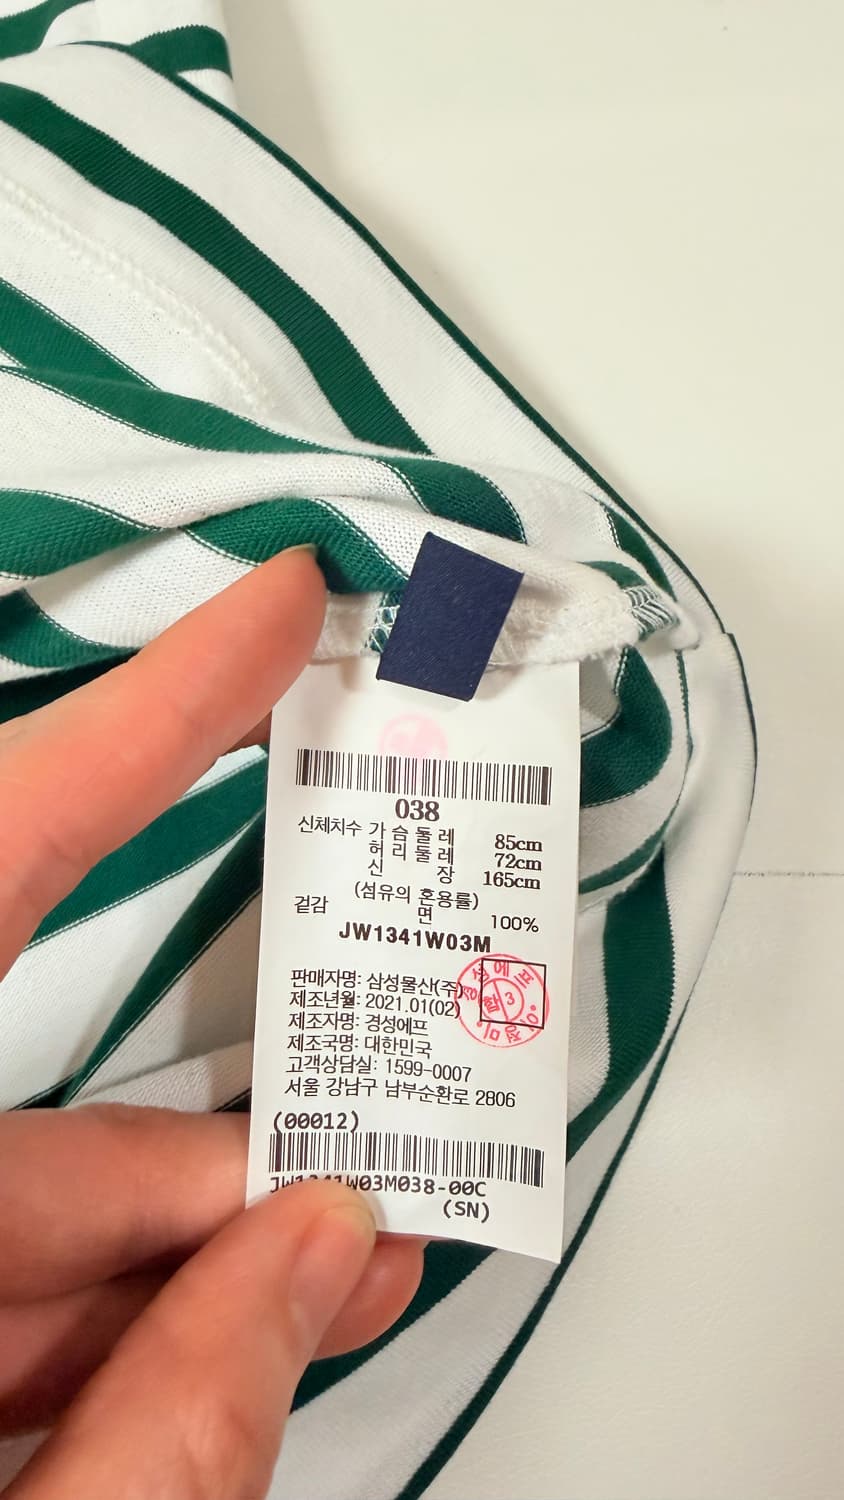 038
신체치수 가 슴 둘 레 85cm
허 리 둘 레 72cm
신 장 165cm
(섬유의 혼용률)
겉감 면 100%
JW1341W03M
판매자명: 삼성물산(주)
제조년월: 2021.01(02)
제조자명: 경성에프
제조국명: 대한민국
고객상담실: 1599-0007
서울 강남구 남부순환로 2806
(00012)
JW1341W03M038-00C
(SN)
3